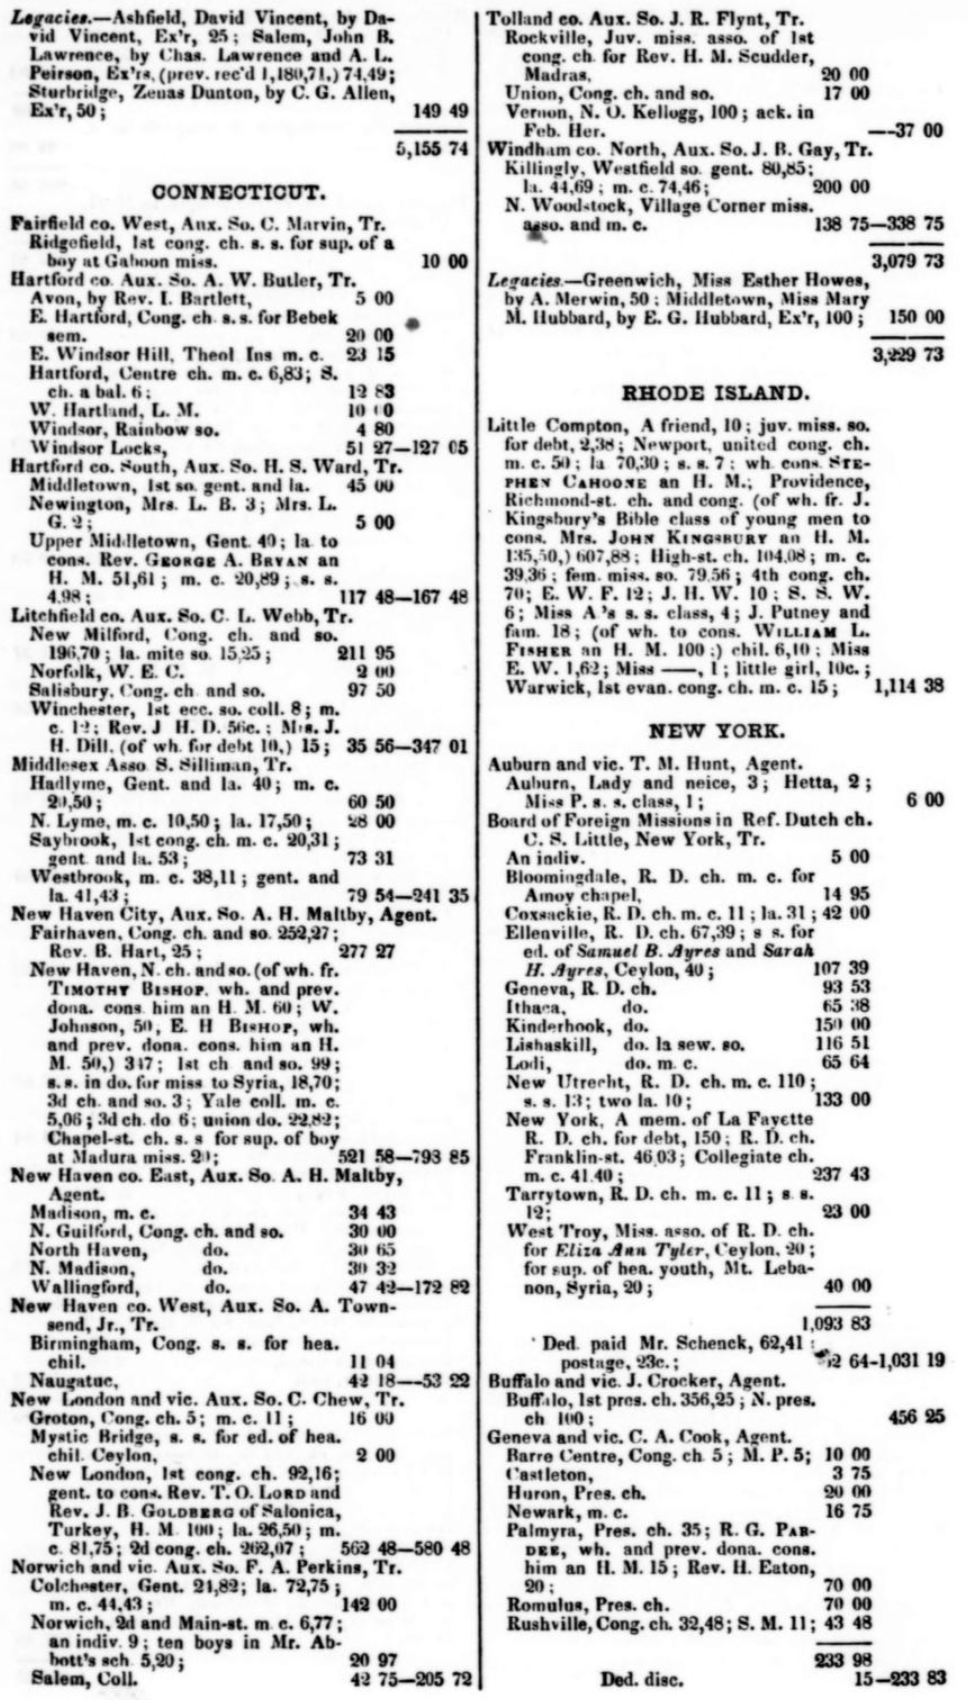 Legacies.—Ashfield, David Vincent, by Da-
vid Vincent, Ex'r, 25; Salem, John B.
Lawrence, by Chas. Lawrence and A. L.
Peirson, Ex'rs, (prev. rec'd 1,180,71,) 74,49;
Sturbridge, Zenas Dunton, by C. G. Allen,
Ex'r, 50; 149 49
5,155 74
CONNECTICUT.
Fairfield co. West, Aux. So. C. Marvin, Tr.
Ridgefield, 1st cong. ch. s. s. for sup. of a
boy at Gaboon miss. 10 00
Hartford co. Aux. So. A. W. Butler, Tr.
Avon, by Rev. I. Bartlett, 5 00
E. Hartford, Cong. ch. s. s. for Bebek
sem. 20 00
E. Windsor Hill, Theol Ins m. c. 23 15
Hartford, Centre ch. m. c. 6,83; S.
ch. a bal. 6; 12 83
W. Hartland, L. M. 10 00
Windsor, Rainbow so. 4 80
Windsor Locks, 51 27—127 05
Hartford co. South, Aux. So. H. S. Ward, Tr.
Middletown, 1st so. gent. and la. 45 00
Newington, Mrs. L. B. 3; Mrs. L.
G. 2; 5 00
Upper Middletown, Gent. 40; la. to
cons. Rev. GEORGE A. BRYAN an
H. M. 51,61; m. c. 20,89; s. s.
4,98; 117 48—167 48
Litchfield co. Aux. So. C. L. Webb, Tr.
New Milford, Cong. ch. and so.
196,70; la. mite so. 15,25; 211 95
Norfolk, W. E. C. 2 00
Salisbury, Cong. ch. and so. 97 50
Winchester, 1st ecc. so. coll. 8; m.
c. 12; Rev. J H. D. 56c.; Mrs. J.
H. Dill, (of wh. for debt 10,) 15; 35 56—347 01
Middlesex Asso S. Silliman, Tr.
Hadlyme, Gent. and la. 40; m. c.
20,50; 60 50
N. Lyme, m. c. 10,50; la. 17,50; 28 00
Saybrook, 1st cong. ch. m. c. 20,31;
gent. and la. 53; 73 31
Westbrook, m. c. 38,11; gent. and
la. 41,43; 79 54—241 35
New Haven City, Aux. So. A. H. Maltby, Agent.
Fairhaven, Cong. ch. and so. 252,27;
Rev. B. Hart, 25; 277 27
New Haven, N. ch. and so. (of wh. fr.
TIMOTHY BISHOP, wh. and prev.
dona. cons. him an H. M. 60; W.
Johnson, 50, E. H BISHOP, wh.
and prev. dona. cons. him an H.
M. 50,) 347; 1st ch and so. 99;
s. s. in do. for miss to Syria, 18,70;
3d ch. and so. 3; Yale coll. m. c.
5,06; 3d ch. do 6; union do. 22,82;
Chapel-st. ch. s. s for sup. of boy
at Madura miss. 20; 521 58—798 85
New Haven co. East, Aux. So. A. H. Maltby,
Agent.
Madison, m. c. 34 43
N. Guilford, Cong. ch. and so. 30 00
North Haven, do. 30 65
N. Madison, do. 30 32
Wallingford, do. 47 42—172 82
New Haven co. West, Aux. So. A. Town-
send, Jr., Tr.
Birmingham, Cong. s. s. for hea.
chil. 11 04
Naugatuc, 42 18—53 22
New London and vic. Aux. So. C. Chew, Tr.
Groton, Cong. ch. 5; m. c. 11; 16 00
Mystic Bridge, s. s. for ed. of hea.
chil. Ceylon, 2 00
New London, 1st cong. ch. 92,16;
gent. to cons. Rev. T. O. LORD and
Rev. J. B. GOLDBERG of Salonica,
Turkey, H. M 100; la. 26,50; m.
c. 81,75; 2d cong. ch. 262,07; 562 48—580 48
Norwich and vic. Aux. So. F. A. Perkins, Tr.
Colchester, Gent. 24,82; la. 72,75;
m. c. 44,43; 142 00
Norwich, 2d and Main-st. m c. 6,77;
an indiv. 9; ten boys in Mr. Ab-
bott's sch 5,20; 20 97
Salem, Coll. 42 75—205 72
Tolland co. Aux. So. J. R. Flynt, Tr.
Rockville, Juv. miss. asso. of 1st
cong. ch. for Rev. H. M. Scudder,
Madras, 20 00
Union, Cong. ch. and so. 17 00
Vernon, N. O. Kellogg, 100; ack. in
Feb. Her. —37 00
Windham co. North, Aux. So. J. B. Gay, Tr.
Killingly, Westfield so. gent. 80,85;
la. 44,69; m. c. 74,46; 200 00
N. Woodstock, Village Corner miss.
asso. and m. c. 138 75—338 75
3,079 73
Legacies.—Greenwich, Miss Esther Howes,
by A. Merwin, 50; Middletown, Miss Mary
M. Hubbard, by E. G. Hubbard, Ex'r, 100; 150 00
3,229 73
RHODE ISLAND.
Little Compton, A friend, 10; juv. miss. so.
for debt, 2,38; Newport, united cong. ch.
m. c. 50; la 70,30; s. s. 7; wh. cons. STE-
PHEN CAHOONE an H. M.; Providence,
Richmond-st. ch. and cong. (of wh. fr. J.
Kingsbury's Bible class of young men to
cons. Mrs. JOHN KINGSBURY an H. M.
135,50,) 607,88; High-st. ch. 104,08; m. c.
39,36; fem. miss. so. 79,56; 4th cong. ch.
70; E. W. F. 12; J. H. W. 10; S. S. W.
6; Miss A's s. s. class, 4; J. Putney and
fam. 18; (of wh. to cons. WILLIAM L.
FISHER an H. M. 100;) chil. 6,10; Miss
E. W. 1,62; Miss ——, 1; little girl, 10c.;
Warwick, 1st evan. cong. ch. m. c. 15; 1,114 38
NEW YORK.
Auburn and vic. T. M. Hunt, Agent.
Auburn, Lady and neice, 3; Hetta, 2;
Miss P. s. s. class, 1; 6 00
Board of Foreign Missions in Ref. Dutch ch.
C. S. Little, New York, Tr.
An indiv. 5 00
Bloomingdale, R. D. ch. m. c. for
Amoy chapel, 14 95
Coxsackie, R. D. ch. m. c. 11; la. 31; 42 00
Ellenville, R. D. ch. 67,39; s s. for
ed. of Samuel B. Ayres and Sarah
H. Ayres, Ceylon, 40; 107 39
Geneva, R. D. ch. 93 53
Ithaca, do. 65 38
Kinderhook, do. 150 00
Lishaskill, do. la sew. so. 116 51
Lodi, do. m. c. 65 64
New Utrecht, R. D. ch. m. c. 110;
s. s. 13; two la. 10; 133 00
New York, A mem. of La Fayette
R. D. ch. for debt, 150; R. D. ch.
Franklin-st. 46,03; Collegiate ch.
m. c. 41,40; 237 43
Tarrytown, R. D. ch. m. c. 11; s s.
12; 23 00
West Troy, Miss. asso. of R. D. ch.
for Eliza Ann Tyler, Ceylon, 20;
for sup. of hea. youth, Mt. Leba-
non, Syria, 20; 40 00
1,093 83
Ded. paid Mr. Schenck, 62,41;
postage, 23c.; 62 64-1,031 19
Buffalo and vic. J. Crocker, Agent.
Buffalo, 1st pres. ch. 356,25; N. pres.
ch 100; 456 25
Geneva and vic. C. A. Cook, Agent.
Barre Centre, Cong. ch 5; M. P. 5; 10 00
Castleton, 3 75
Huron, Pres. ch. 20 00
Newark, m. c. 16 75
Palmyra, Pres. ch. 35; R. G. PAR-
DEE, wh. and prev. dona. cons.
him an H. M. 15; Rev. H. Eaton,
20; 70 00
Romulus, Pres. ch. 70 00
Rushville, Cong. ch. 32,48; S. M. 11; 43 48
233 98
Ded. disc. 15—233 83